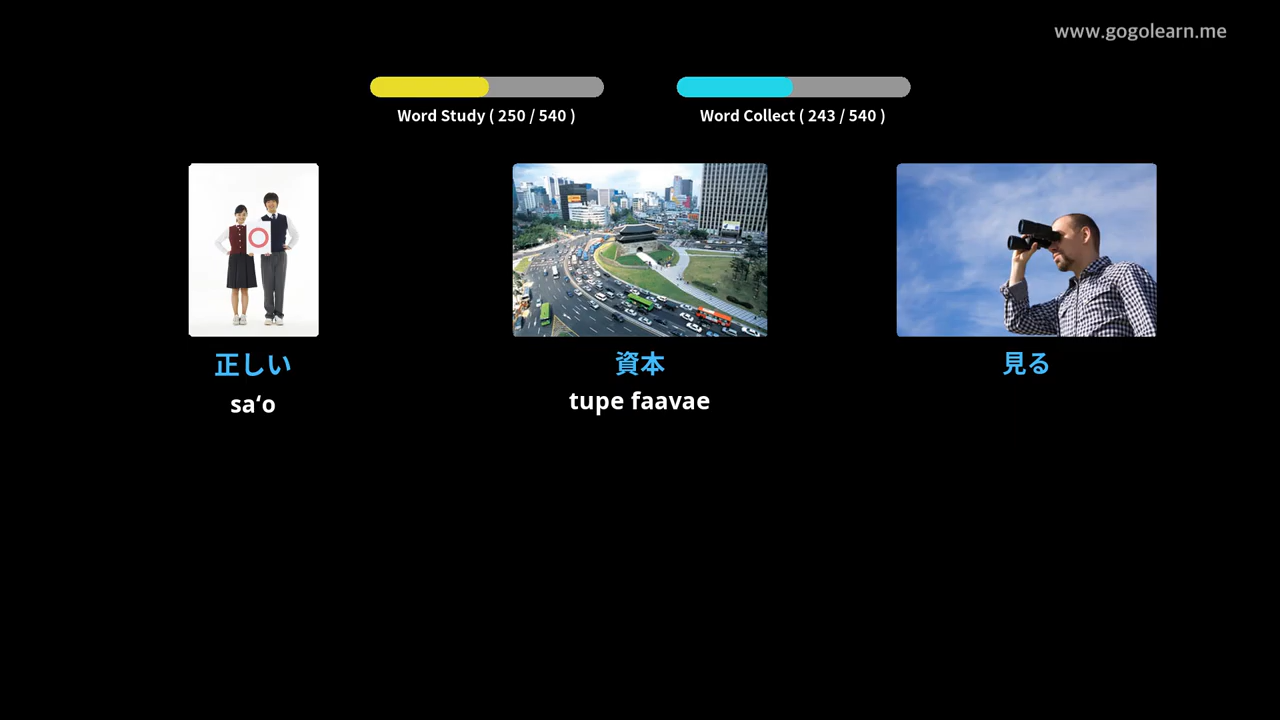 www.gogolearn.me
Word Study ( 250 / 540 )
Word Collect ( 243 / 540 )
正しい
資本
見る
saʻo
tupe faavae